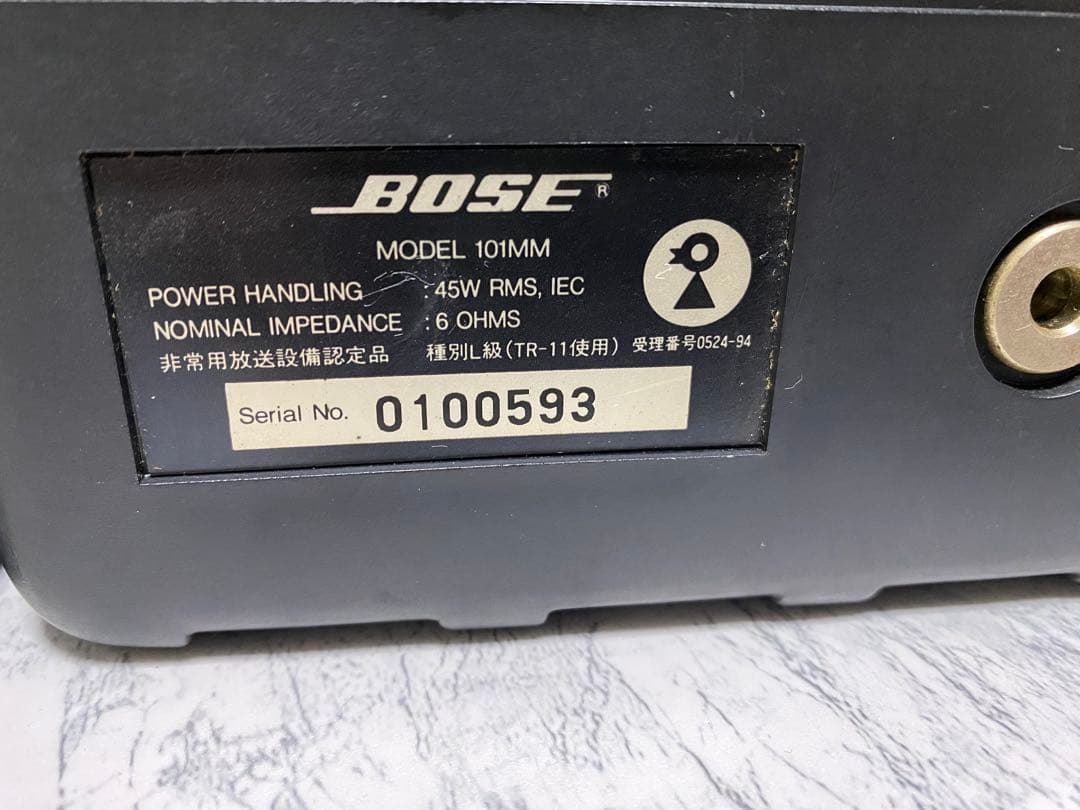 BOSE®
MODEL 101MM
POWER HANDLING : 45W RMS, IEC
NOMINAL IMPEDANCE : 6 OHMS
非常用放送設備認定品 種別L級(TR-11使用) 受理番号0524-94
Serial No. 0100593